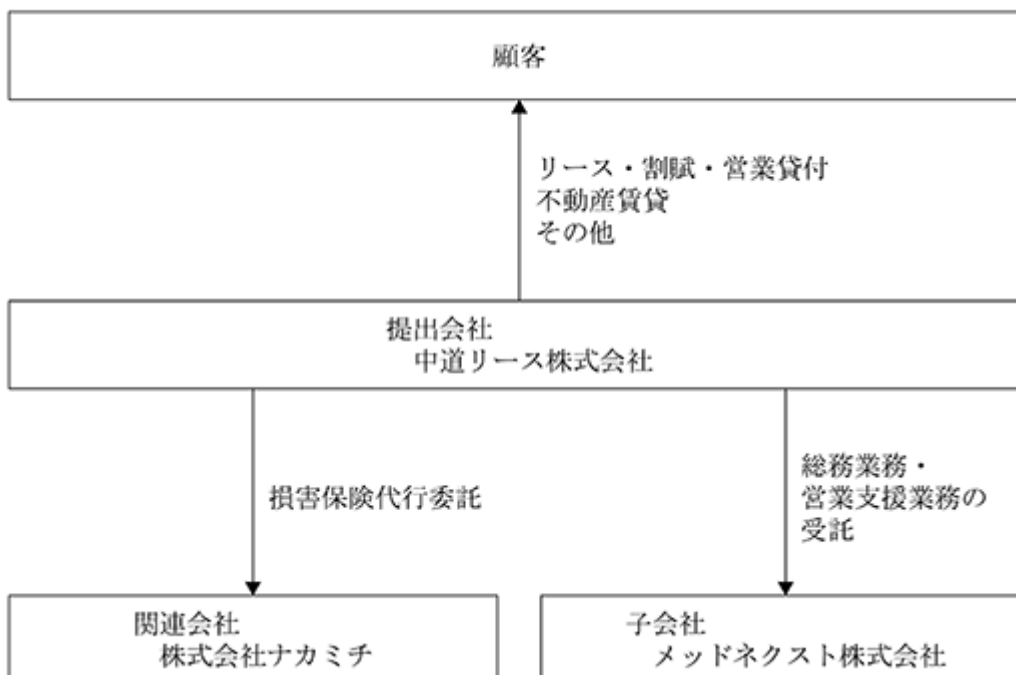 顧客
リース・割賦・営業貸付
不動産賃貸
その他
提出会社
中道リース株式会社
損害保険代行委託
総務業務・
営業支援業務の
受託
関連会社
株式会社ナカミチ
子会社
メッドネクスト株式会社